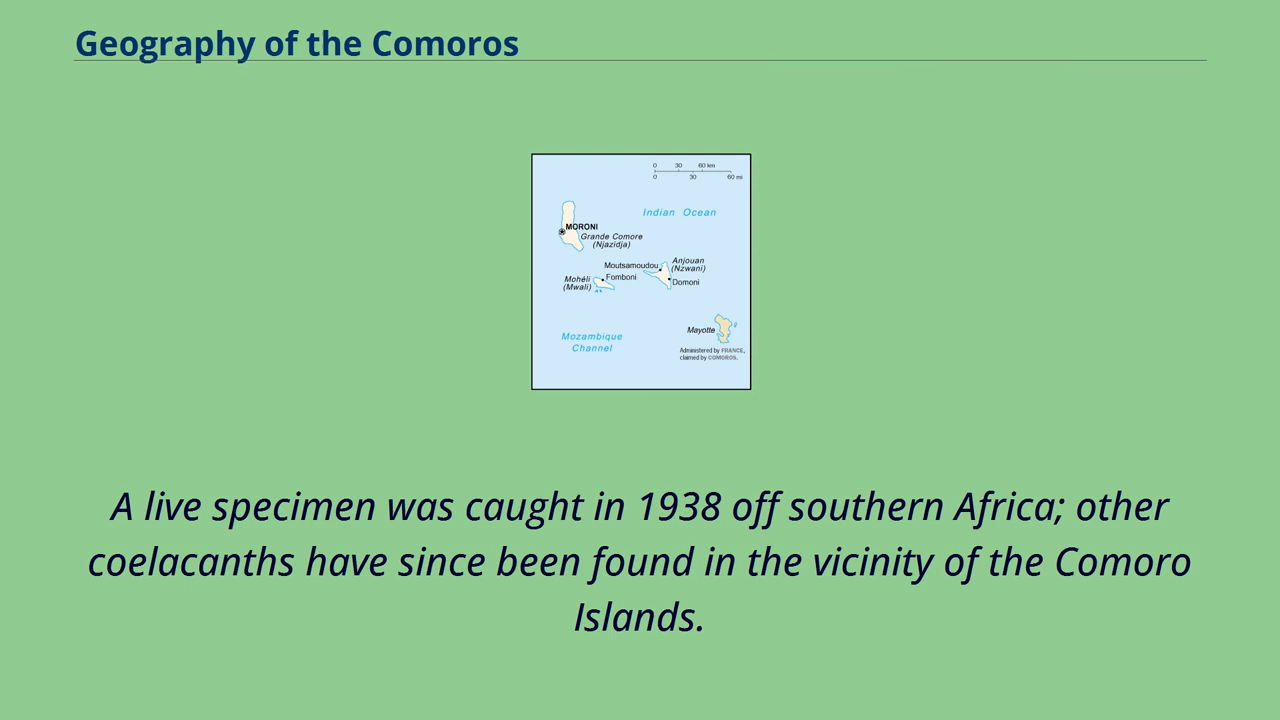 Geography of the Comoros
0 30 60 km
0 30 60 mi
Indian Ocean
MORONI
Grande Comore
(Njazidja)
Moutsamoudou
Anjouan
(Nzwani)
Mohéli
(Mwali)
Fomboni
Domoni
Mayotte
Mozambique
Channel
Administered by FRANCE,
claimed by COMOROS.
A live specimen was caught in 1938 off southern Africa; other
coelacanths have since been found in the vicinity of the Comoro
Islands.